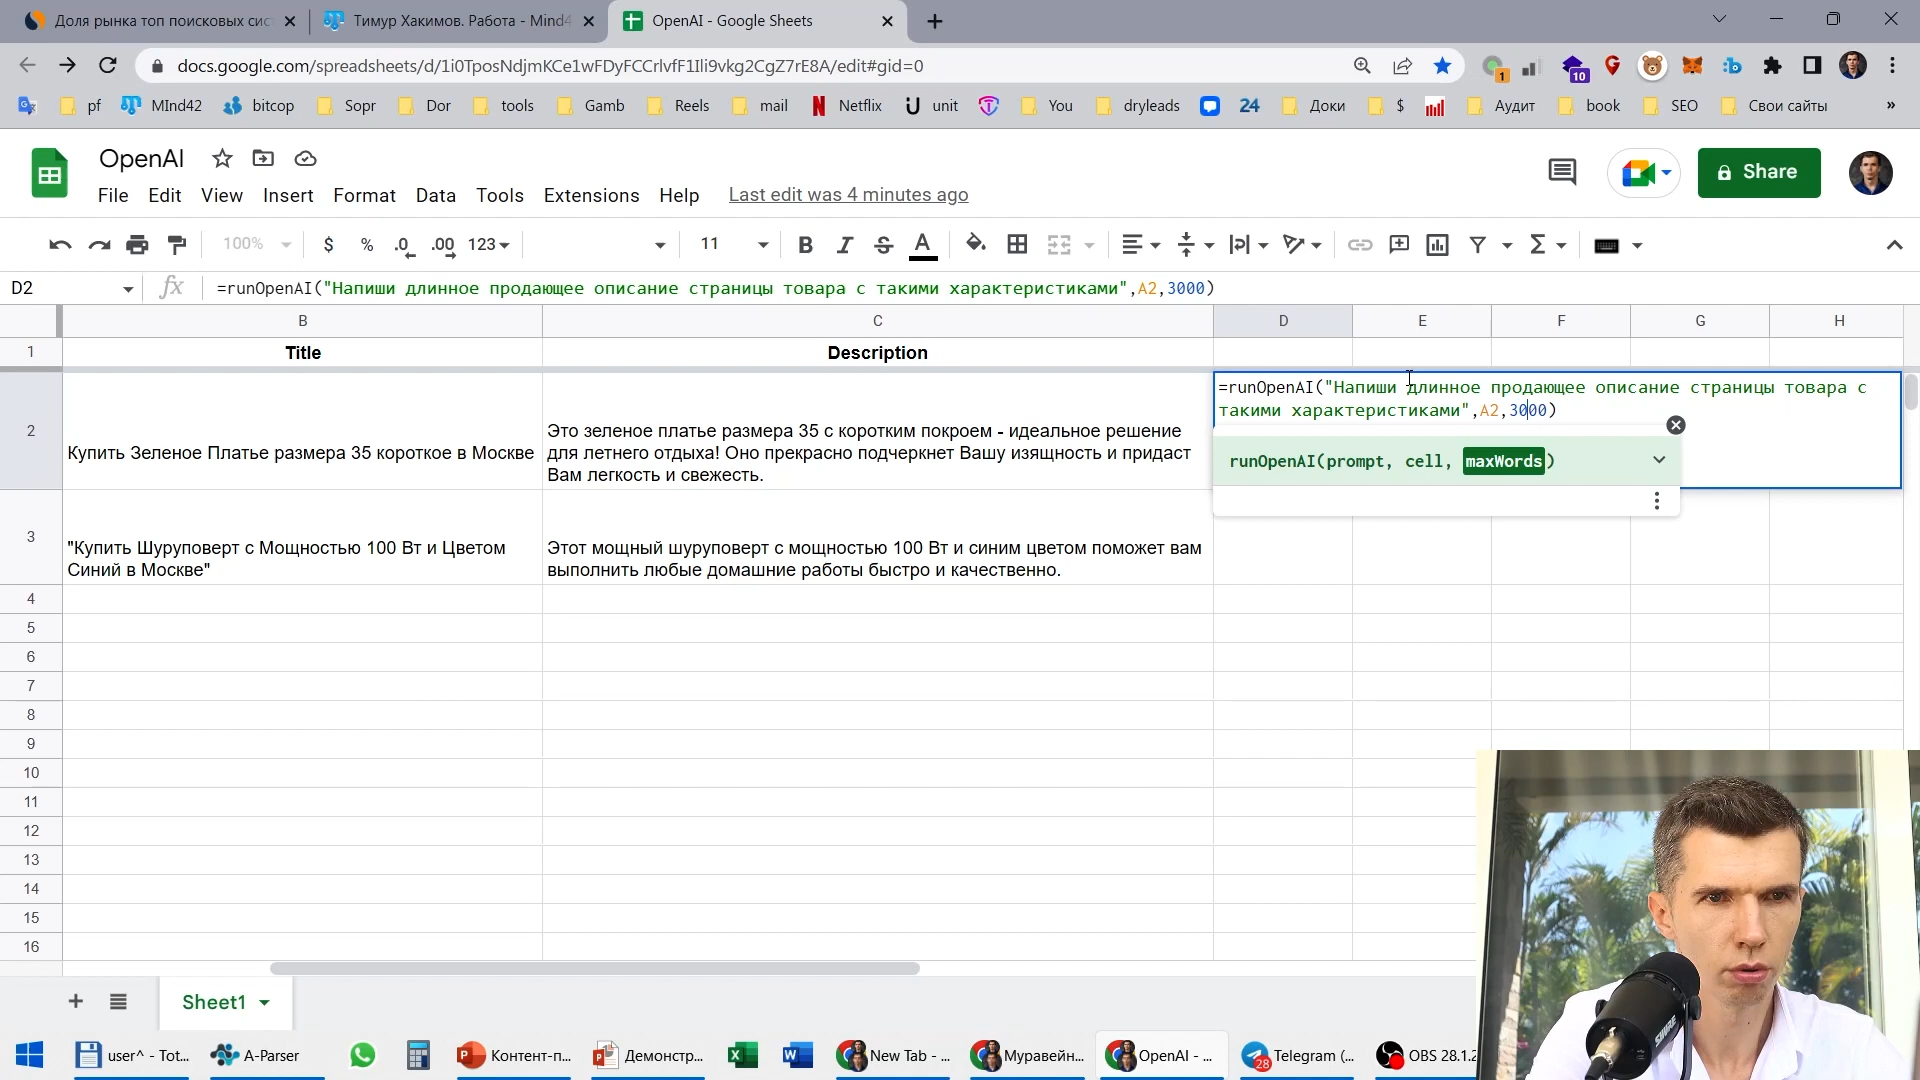 Доля рынка топ поисковых сис
Тимур Хакимов. Работа - Mind4
OpenAI - Google Sheets
docs.google.com/spreadsheets/d/1i0TposNdjmKCe1wFDyFCCrlvfF1Ili9vkg2CgZ7rE8A/edit#gid=0
1
10
pf
MInd42
bitcop
Sopr
Dor
tools
Gamb
Reels
mail
Netflix
unit
You
dryleads
24
Доки
$
Аудит
book
SEO
Свои сайты
»
OpenAI
Share
File Edit View Insert Format Data Tools Extensions Help Last edit was 4 minutes ago
100% $ % .0 .00 123 11 B I S A
D2 fx =runOpenAI("Напиши длинное продающее описание страницы товара с такими характеристиками",A2,3000)
B C D E F G H
1 Title Description
2
Купить Зеленое Платье размера 35 короткое в Москве
Это зеленое платье размера 35 с коротким покроем - идеальное решение
для летнего отдыха! Оно прекрасно подчеркнет Вашу изящность и придаст
Вам легкость и свежесть.
=runOpenAI("Напиши длинное продающее описание страницы товара с
такими характеристиками",A2,3000)
runOpenAI(prompt, cell, maxWords)
3
"Купить Шуруповерт с Мощностью 100 Вт и Цветом
Синий в Москве"
Этот мощный шуруповерт с мощностью 100 Вт и синим цветом поможет вам
выполнить любые домашние работы быстро и качественно.
4
5
6
7
8
9
10
11
12
13
14
15
16
Sheet1
user^ - Tot...
A-Parser
Контент-п...
Демонстр...
New Tab - ...
Муравейн...
OpenAI - ...
28
Telegram (...
OBS 28.1.2
SHURE